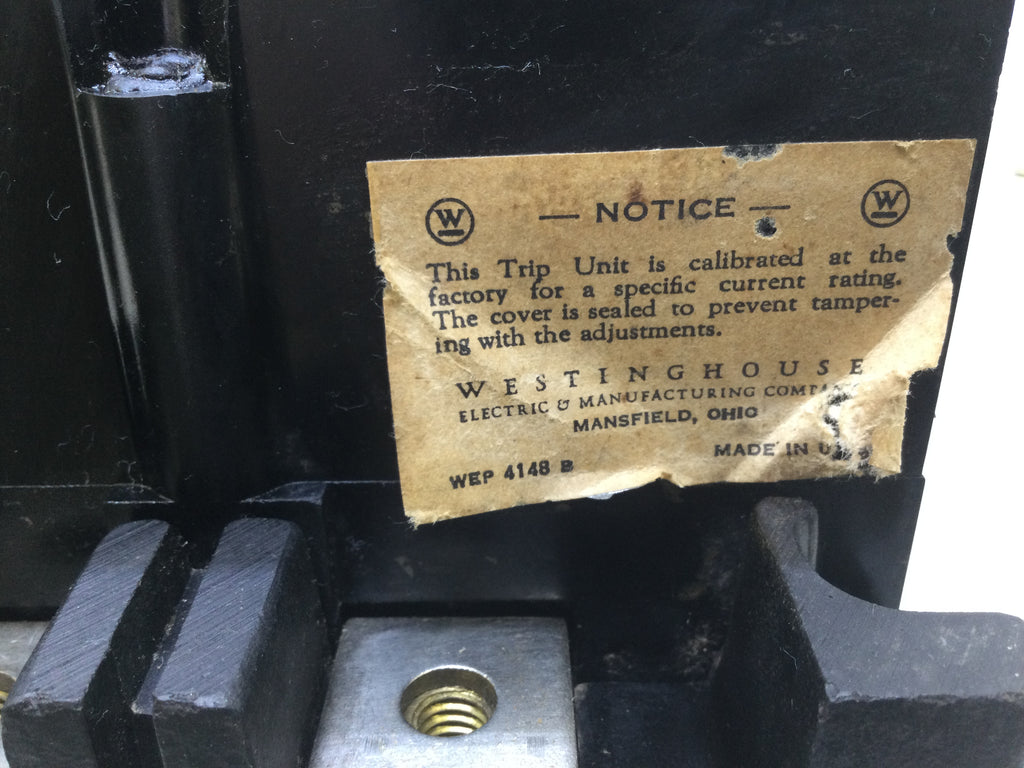 W — NOTICE — W
This Trip Unit is calibrated at the
factory for a specific current rating.
The cover is sealed to prevent tamper-
ing with the adjustments.
WESTINGHOUSE
ELECTRIC & MANUFACTURING
MANSFIELD, OHIO
MADE IN
WEP 4148 B